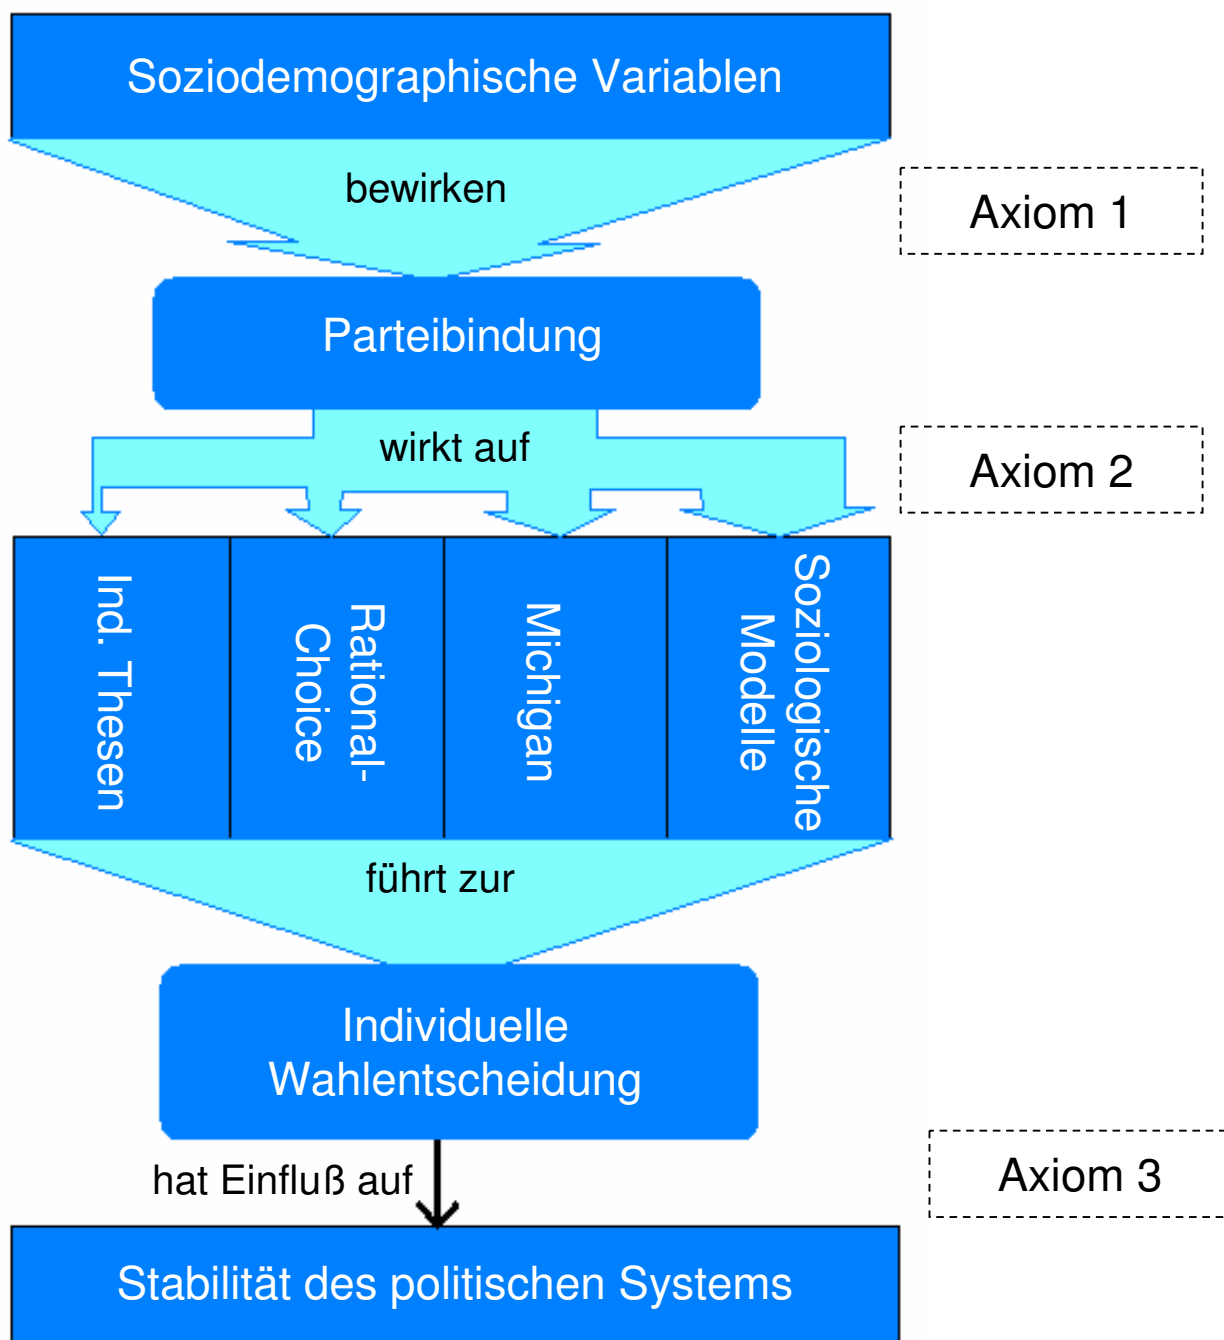 Soziodemographische Variablen
bewirken
Axiom 1
Parteibindung
wirkt auf
Axiom 2
Ind. Thesen
Rational-
Choice
Michigan
Soziologische
Modelle
führt zur
Individuelle
Wahlentscheidung
hat Einfluß auf
Axiom 3
Stabilität des politischen Systems